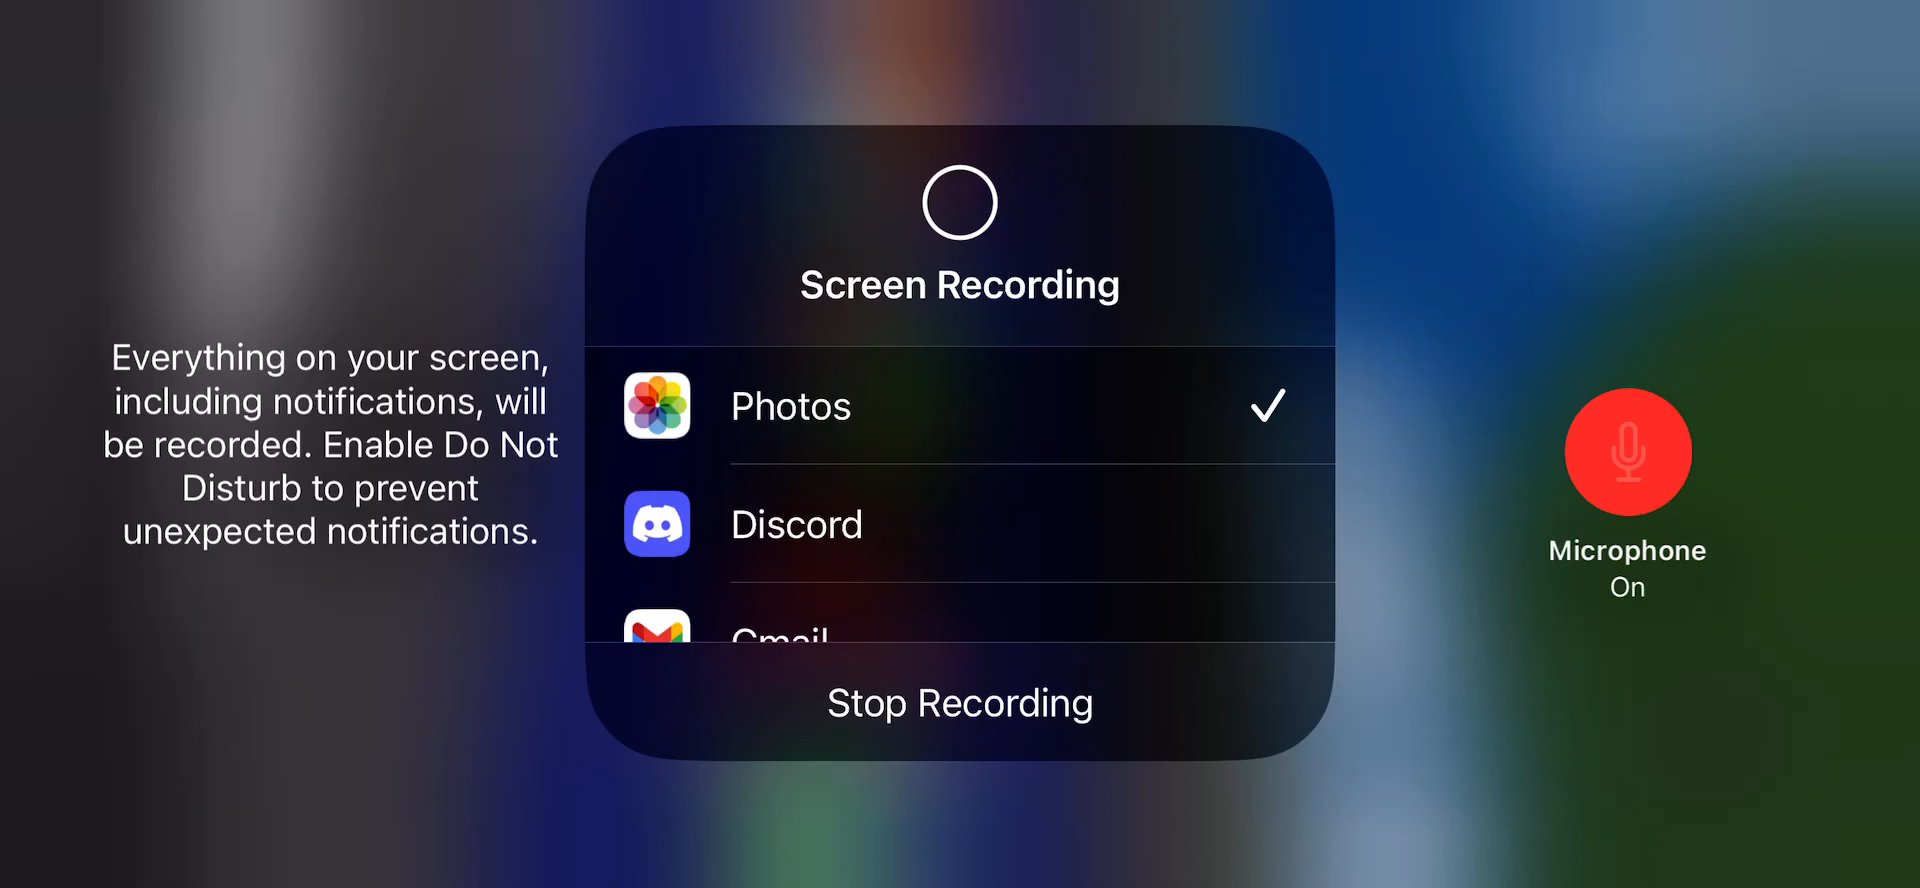 Everything on your screen,
including notifications, will
be recorded. Enable Do Not
Disturb to prevent
unexpected notifications.
Screen Recording
Photos
Discord
Gmail
Stop Recording
Microphone
On